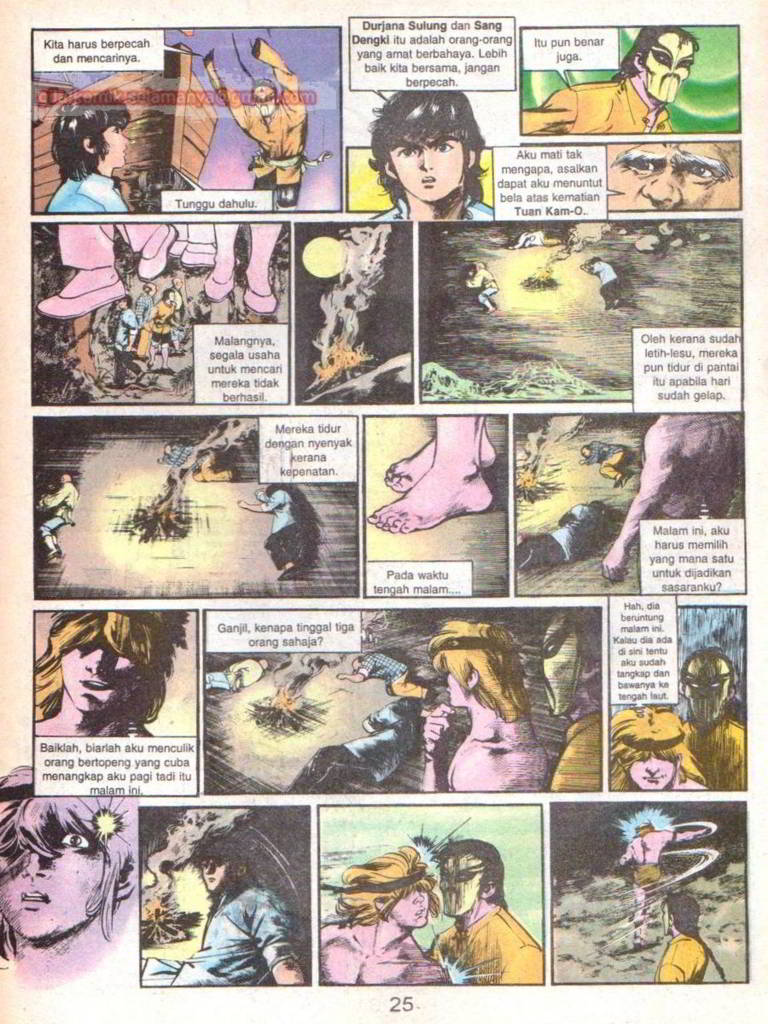 Kita harus berpecah
dan mencarinya.
Tunggu dahulu.
Durjana Sulung dan Sang
Dengki itu adalah orang-orang
yang amat berbahaya. Lebih
baik kita bersama, jangan
berpecah.
Itu pun benar
juga.
Aku mati tak
mengapa, asalkan
dapat aku menuntut
bela atas kematian
Tuan Kam-O..
Malangnya,
segala usaha
untuk mencari
mereka tidak
berhasil.
Oleh kerana sudah
letih-lesu, mereka
pun tidur di pantai
itu apabila hari
sudah gelap.
Mereka tidur
dengan nyenyak
kerana
kepenatan.
Pada waktu
tengah malam....
Malam ini, aku
harus memilih
yang mana satu
untuk dijadikan
sasaranku?
Baiklah, biarlah aku menculik
orang bertopeng yang cuba
menangkap aku pagi tadi itu
malam ini.
Ganjil, kenapa tinggal tiga
orang sahaja?
Hah, dia
beruntung
malam ini.
Kalau dia ada
di sini tentu
aku sudah
tangkap dan
bawanya ke
tengah laut.
25